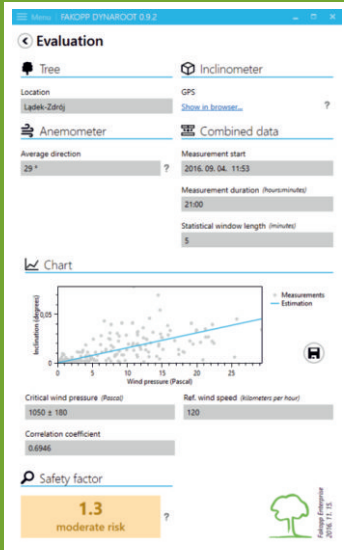 Menu FAKOPP DYNAROOT 0.9.2
Evaluation
Tree
Inclinometer
Location
GPS
Lądek-Zdrój
Show in browser...
?
Anemometer
Combined data
Average direction
Measurement start
29 °
?
2016. 09. 04. 11:53
Measurement duration (hours:minutes)
21:00
Statistical window length (minutes)
5
Chart
Inclination (degrees)
0,05
0
0 5 10 15 20 25
Wind pressure (Pascal)
Measurements
Estimation
Critical wind pressure (Pascal)
Ref. wind speed (kilometers per hour)
1050 ± 180
120
Correlation coefficient
0.6946
Safety factor
1.3
moderate risk
?
Fakopp Enterprise
2016. 11. 15.